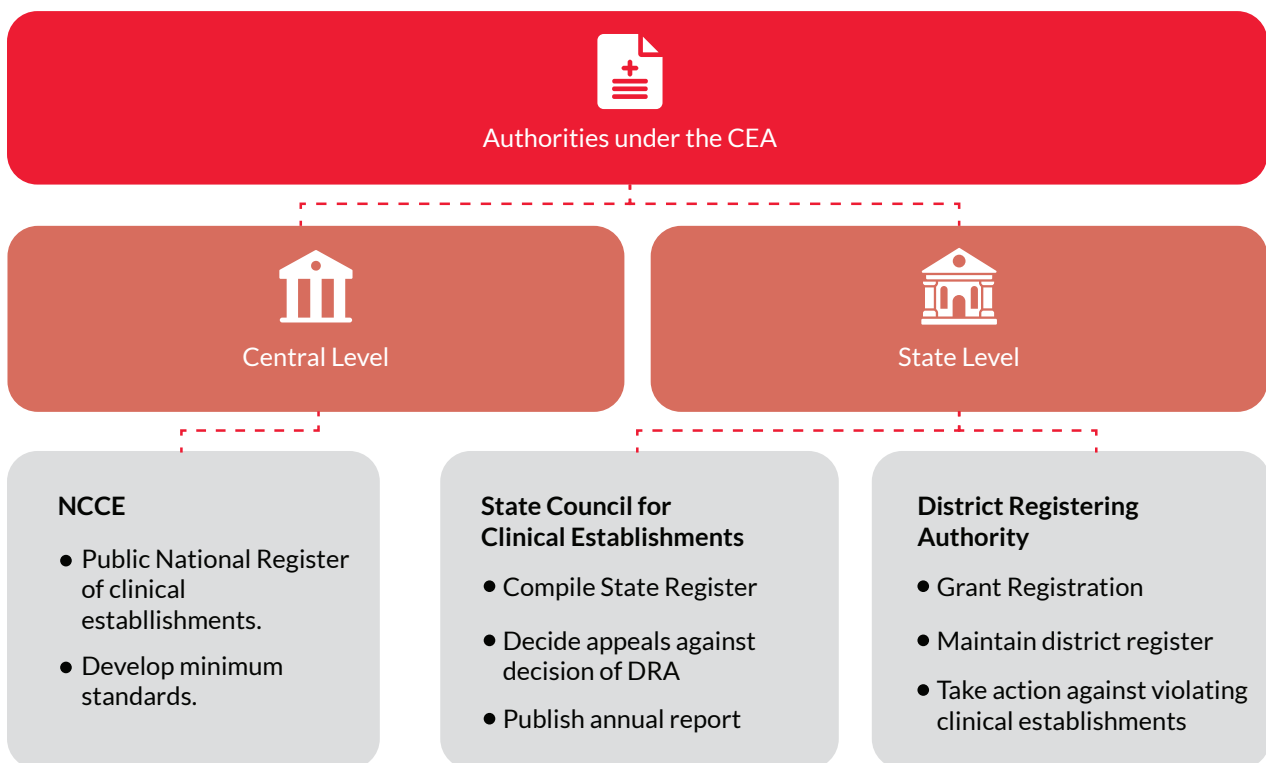 Authorities under the CEA
Central Level
State Level
NCCE
● Public National Register
of clinical
establlishments.
● Develop minimum
standards.
State Council for
Clinical Establishments
● Compile State Register
● Decide appeals against
decision of DRA
● Publish annual report
District Registering
Authority
● Grant Registration
● Maintain district register
● Take action against violating
clinical establishments